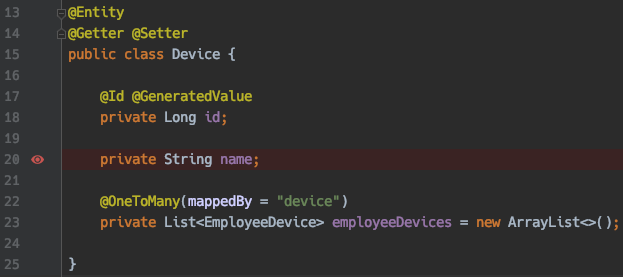 13 @Entity
14 @Getter @Setter
15 public class Device {
16
17 @Id @GeneratedValue
18 private Long id;
19
20 private String name;
21
22 @OneToMany(mappedBy = "device")
23 private List<EmployeeDevice> employeeDevices = new ArrayList<>();
24
25 }